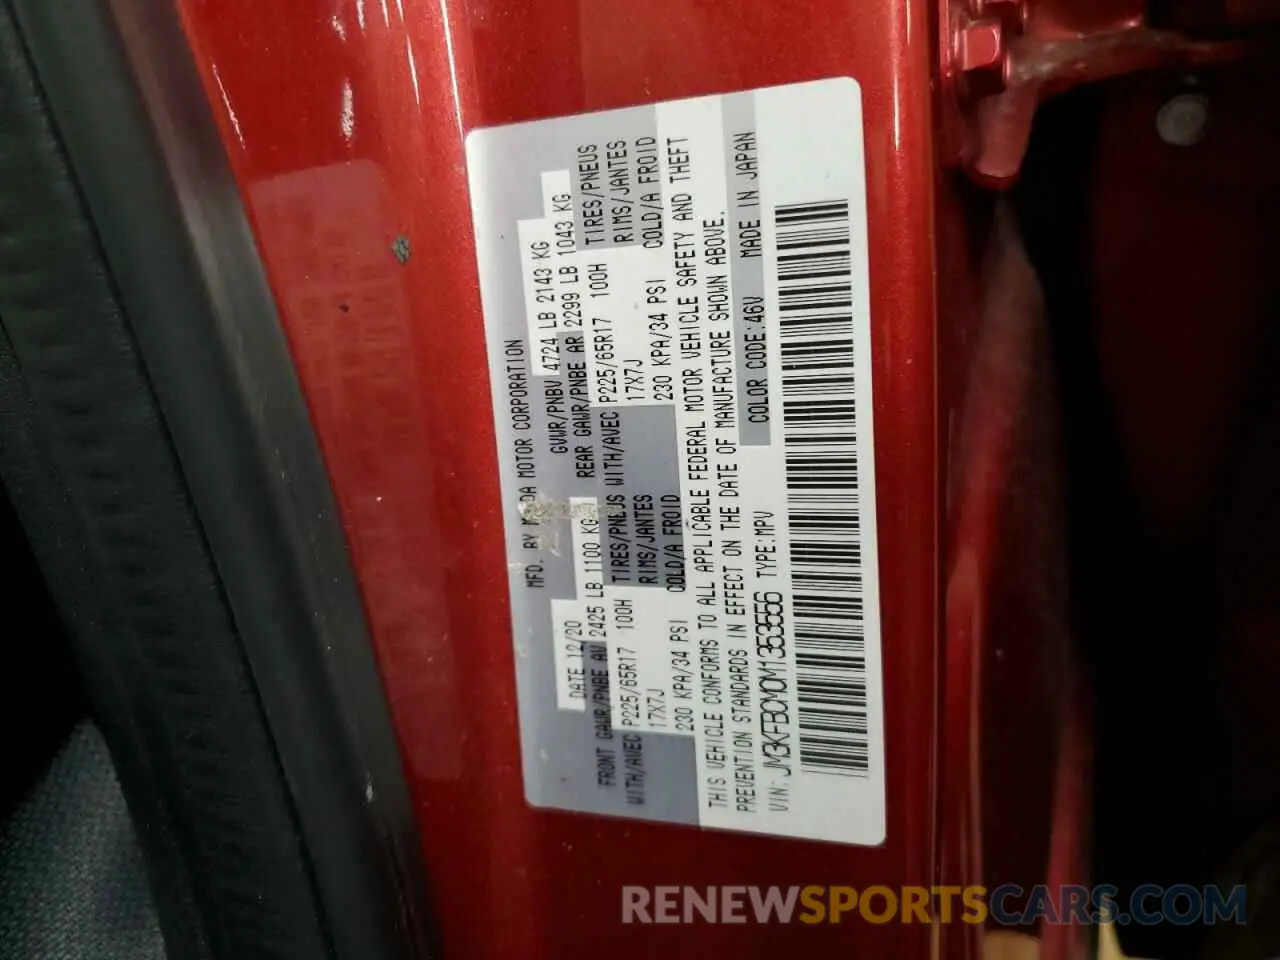 MFD. BY MAZDA MOTOR CORPORATION
DATE 12/20 GVWR/PNBV 4724 LB 2143 KG
FRONT GAWR/PNBE AV 2425 LB 1100 KG REAR GAWR/PNBE AR 2299 LB 1043 KG
WITH/AVEC P225/65R17 100H TIRES/PNEUS WITH/AVEC P225/65R17 100H TIRES/PNEUS
17X7J RIMS/JANTES 17X7J RIMS/JANTES
230 KPA/34 PSI COLD/A FROID 230 KPA/34 PSI COLD/A FROID
THIS VEHICLE CONFORMS TO ALL APPLICABLE FEDERAL MOTOR VEHICLE SAFETY AND THEFT
PREVENTION STANDARDS IN EFFECT ON THE DATE OF MANUFACTURE SHOWN ABOVE.
COLOR CODE:46V MADE IN JAPAN
VIN: JM3KFBCM0M1353556 TYPE:MPV
RENEWSPORTSCARS.COM